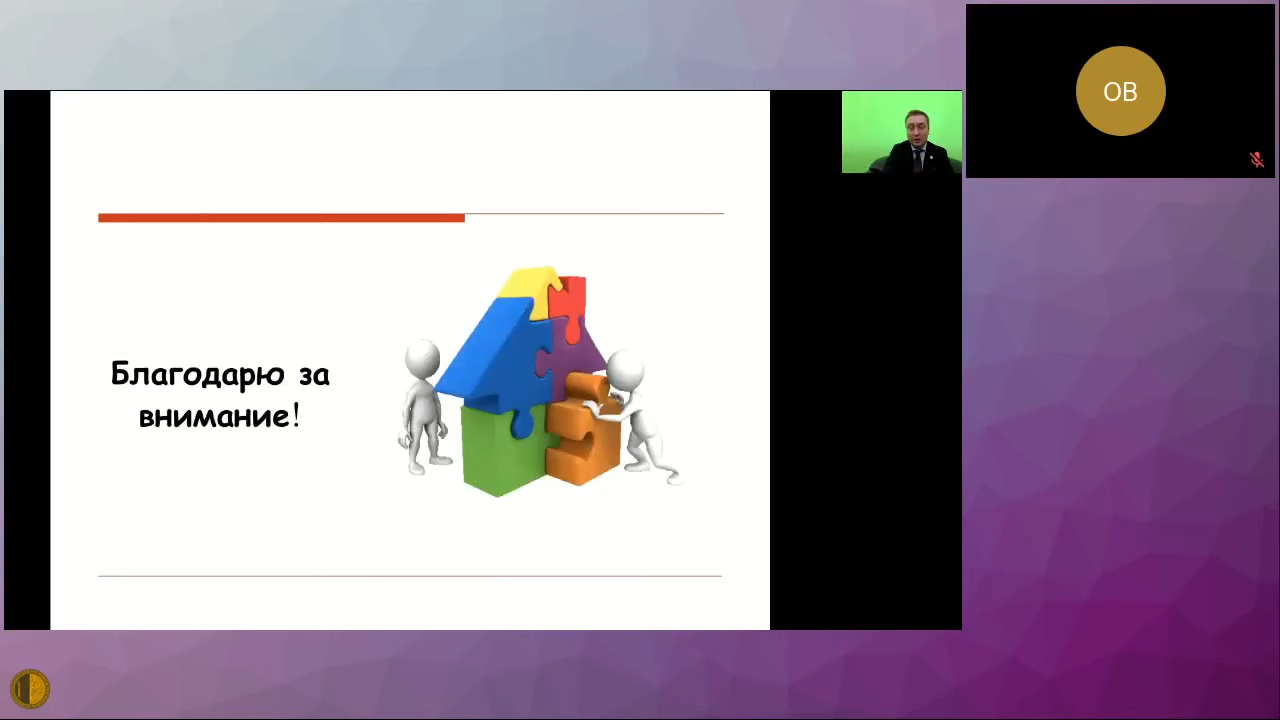 Благодарю за
внимание!
ОВ